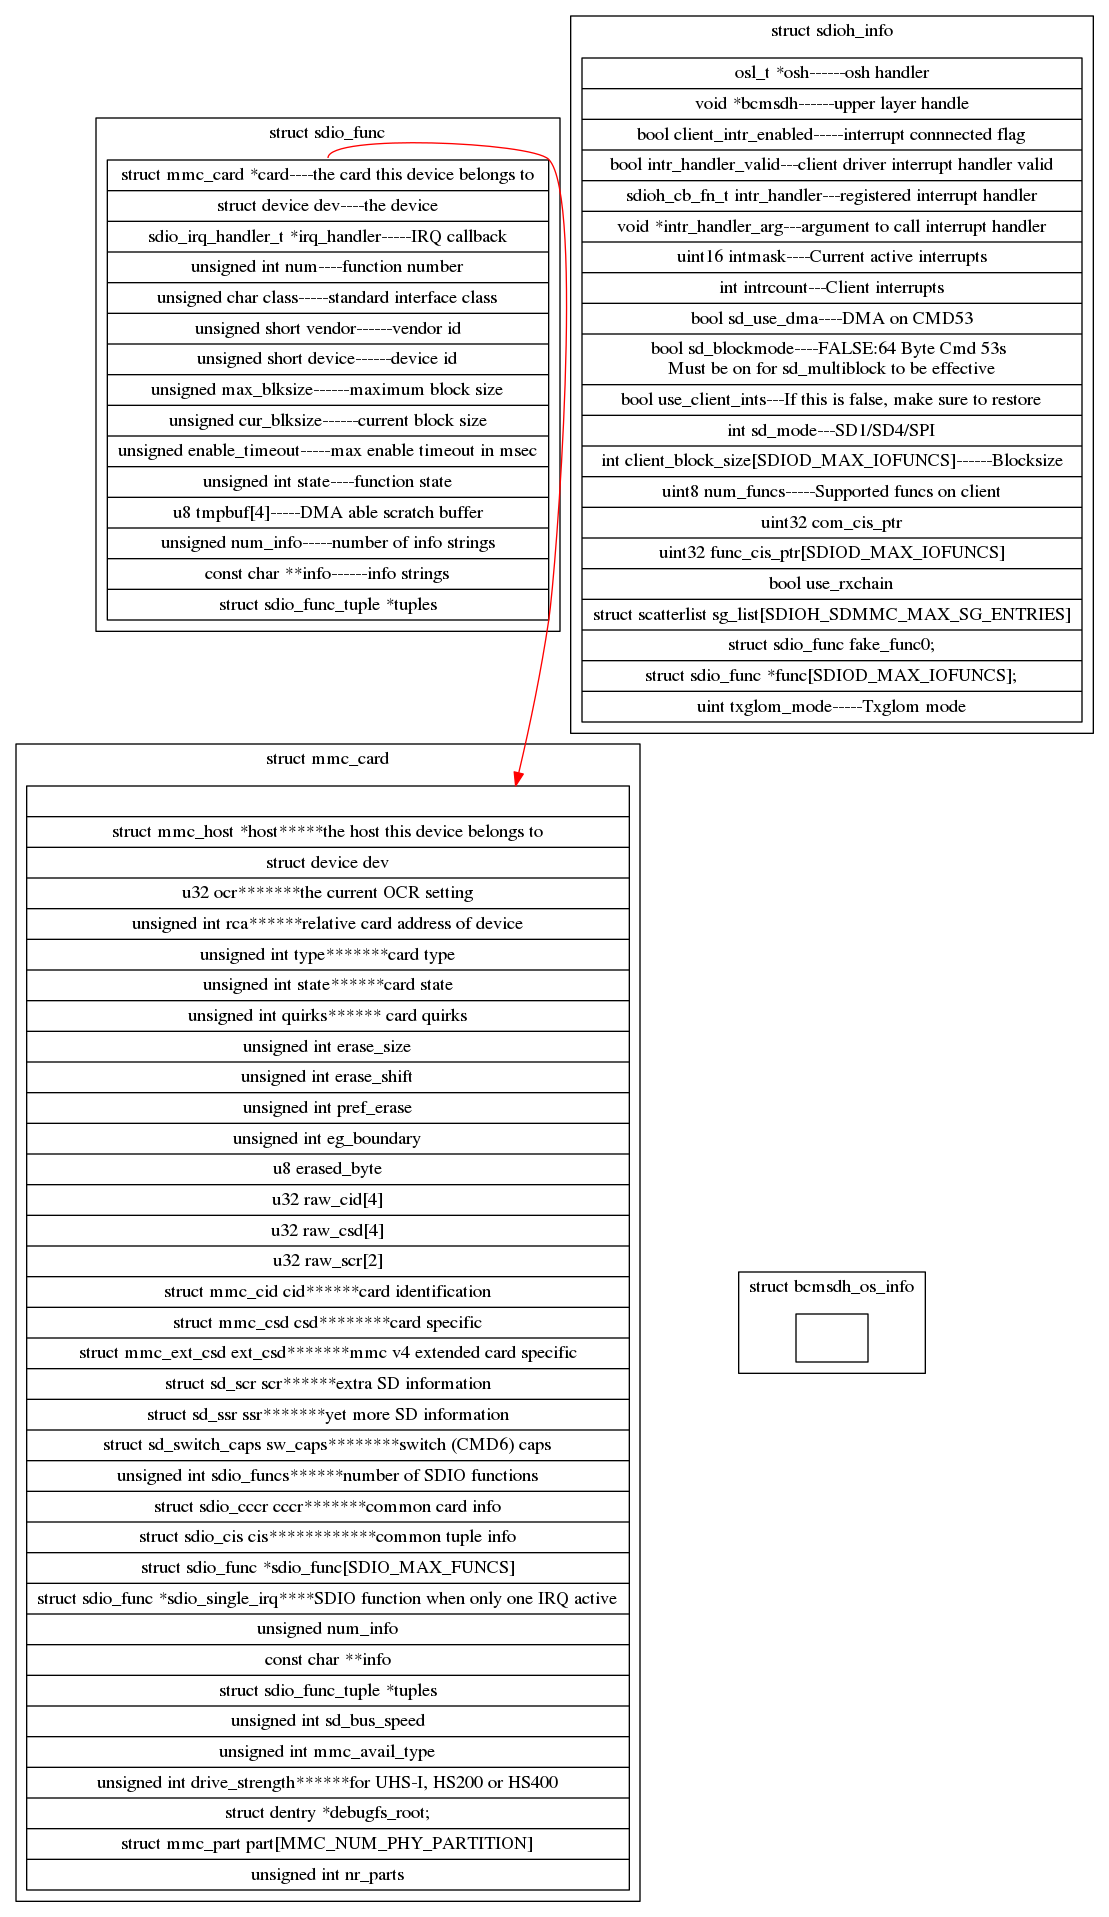 struct sdioh_info
osl_t *osh------osh handler
void *bcmsdh------upper layer handle
bool client_intr_enabled-----interrupt connnected flag
bool intr_handler_valid---client driver interrupt handler valid
sdioh_cb_fn_t intr_handler---registered interrupt handler
void *intr_handler_arg---argument to call interrupt handler
uint16 intmask----Current active interrupts
int intrcount---Client interrupts
bool sd_use_dma----DMA on CMD53
bool sd_blockmode----FALSE:64 Byte Cmd 53s
Must be on for sd_multiblock to be effective
bool use_client_ints---If this is false, make sure to restore
int sd_mode---SD1/SD4/SPI
int client_block_size[SDIOD_MAX_IOFUNCS]------Blocksize
uint8 num_funcs-----Supported funcs on client
uint32 com_cis_ptr
uint32 func_cis_ptr[SDIOD_MAX_IOFUNCS]
bool use_rxchain
struct scatterlist sg_list[SDIOH_SDMMC_MAX_SG_ENTRIES]
struct sdio_func fake_func0;
struct sdio_func *func[SDIOD_MAX_IOFUNCS];
uint txglom_mode-----Txglom mode
struct sdio_func
struct mmc_card *card----the card this device belongs to
struct device dev----the device
sdio_irq_handler_t *irq_handler-----IRQ callback
unsigned int num----function number
unsigned char class-----standard interface class
unsigned short vendor------vendor id
unsigned short device------device id
unsigned max_blksize------maximum block size
unsigned cur_blksize------current block size
unsigned enable_timeout-----max enable timeout in msec
unsigned int state----function state
u8 tmpbuf[4]-----DMA able scratch buffer
unsigned num_info-----number of info strings
const char **info------info strings
struct sdio_func_tuple *tuples
struct mmc_card
struct mmc_host *host*****the host this device belongs to
struct device dev
u32 ocr*******the current OCR setting
unsigned int rca******relative card address of device
unsigned int type*******card type
unsigned int state******card state
unsigned int quirks****** card quirks
unsigned int erase_size
unsigned int erase_shift
unsigned int pref_erase
unsigned int eg_boundary
u8 erased_byte
u32 raw_cid[4]
u32 raw_csd[4]
u32 raw_scr[2]
struct mmc_cid cid******card identification
struct mmc_csd csd********card specific
struct mmc_ext_csd ext_csd*******mmc v4 extended card specific
struct sd_scr scr******extra SD information
struct sd_ssr ssr*******yet more SD information
struct sd_switch_caps sw_caps********switch (CMD6) caps
unsigned int sdio_funcs******number of SDIO functions
struct sdio_cccr cccr*******common card info
struct sdio_cis cis************common tuple info
struct sdio_func *sdio_func[SDIO_MAX_FUNCS]
struct sdio_func *sdio_single_irq****SDIO function when only one IRQ active
unsigned num_info
const char **info
struct sdio_func_tuple *tuples
unsigned int sd_bus_speed
unsigned int mmc_avail_type
unsigned int drive_strength******for UHS-I, HS200 or HS400
struct dentry *debugfs_root;
struct mmc_part part[MMC_NUM_PHY_PARTITION]
unsigned int nr_parts
struct bcmsdh_os_info